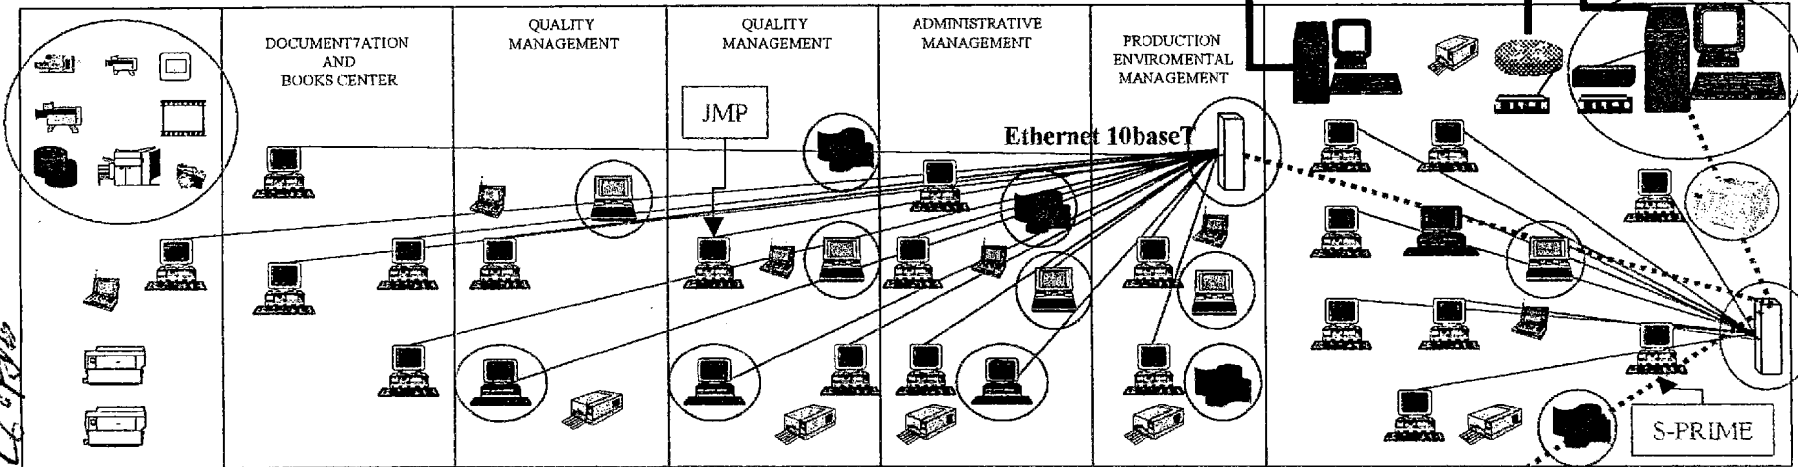 DOCUMENT7ATION
AND
BOOKS CENTER
QUALITY
MANAGEMENT
QUALITY
MANAGEMENT
ADMINISTRATIVE
MANAGEMENT
PRODUCTION
ENVIROMENTAL
MANAGEMENT
JMP
Ethernet 10baseT
S-PRIME